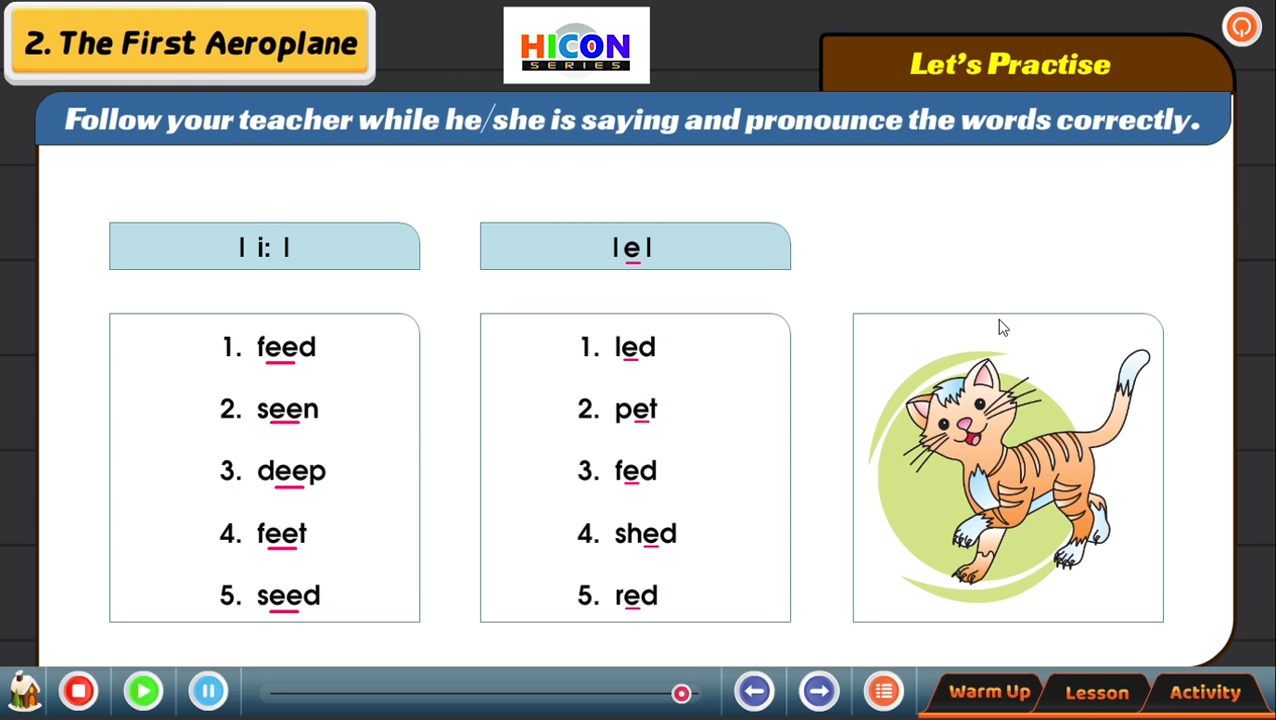 2. The First Aeroplane
HICON
SERIES
Let's Practise
Follow your teacher while he/she is saying and pronounce the words correctly.
l i: l
l e l
1. feed
2. seen
3. deep
4. feet
5. seed
1. led
2. pet
3. fed
4. shed
5. red
Warm Up
Lesson
Activity